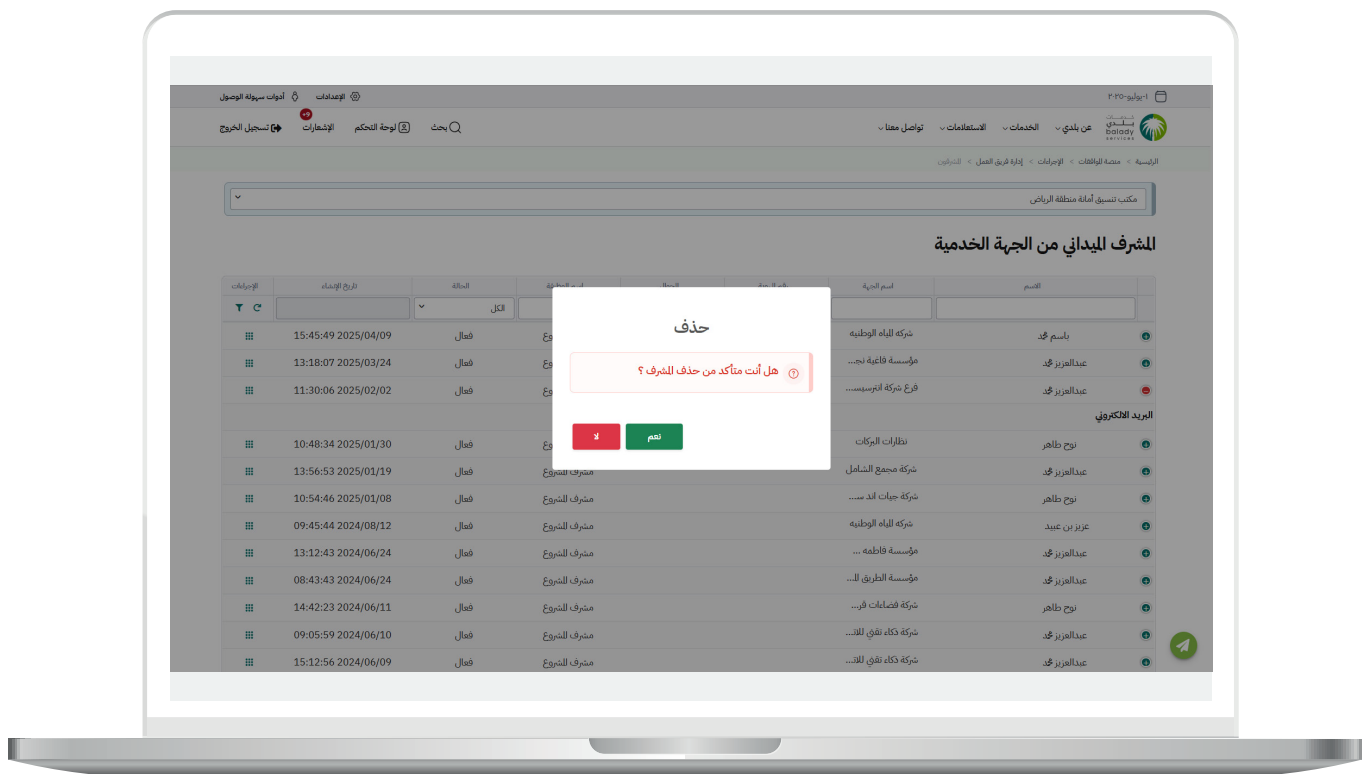 ١-يوليو-٢٠٢٥
الإعدادات أدوات سهولة الوصول
بلدي
balady
services
عن بلدي الخدمات الاستعلامات تواصل معنا
بحث لوحة التحكم الإشعارات +9 تسجيل الخروج
الرئيسية > منصة الموافقات > الإجراءات > إدارة فريق العمل > المشرفون
مكتب تنسيق أمانة منطقة الرياض
المشرف الميداني من الجهة الخدمية
الاسم اسم الجهة الحالة تاريخ الإنشاء الإجراءات
الكل
حذف
هل أنت متأكد من حذف المشرف ؟
نعم لا
باسم محمد شركه المياه الوطنيه فعال 2025/04/09 15:45:49
عبدالعزيز محمد مؤسسة فاغية نجـ... فعال 2025/03/24 13:18:07
عبدالعزيز محمد فرع شركة انترسيسـ... فعال 2025/02/02 11:30:06
البريد الالكتروني
نوح طاهر نظارات البركات فعال 2025/01/30 10:48:34
عبدالعزيز محمد شركة مجمع الشامل مشرف المشروع فعال 2025/01/19 13:56:53
نوح طاهر شركة جيات اند سـ... مشرف المشروع فعال 2025/01/08 10:54:46
عزيز بن عبيد شركه المياه الوطنيه مشرف المشروع فعال 2024/08/12 09:45:44
عبدالعزيز محمد مؤسسة فاطمه ... مشرف المشروع فعال 2024/06/24 13:12:43
عبدالعزيز محمد مؤسسة الطريق للـ... مشرف المشروع فعال 2024/06/24 08:43:43
نوح طاهر شركة فضاءات قر... مشرف المشروع فعال 2024/06/11 14:42:23
عبدالعزيز محمد شركة ذكاء تقني للاتـ... مشرف المشروع فعال 2024/06/10 09:05:59
عبدالعزيز محمد شركة ذكاء تقني للاتـ... مشرف المشروع فعال 2024/06/09 15:12:56